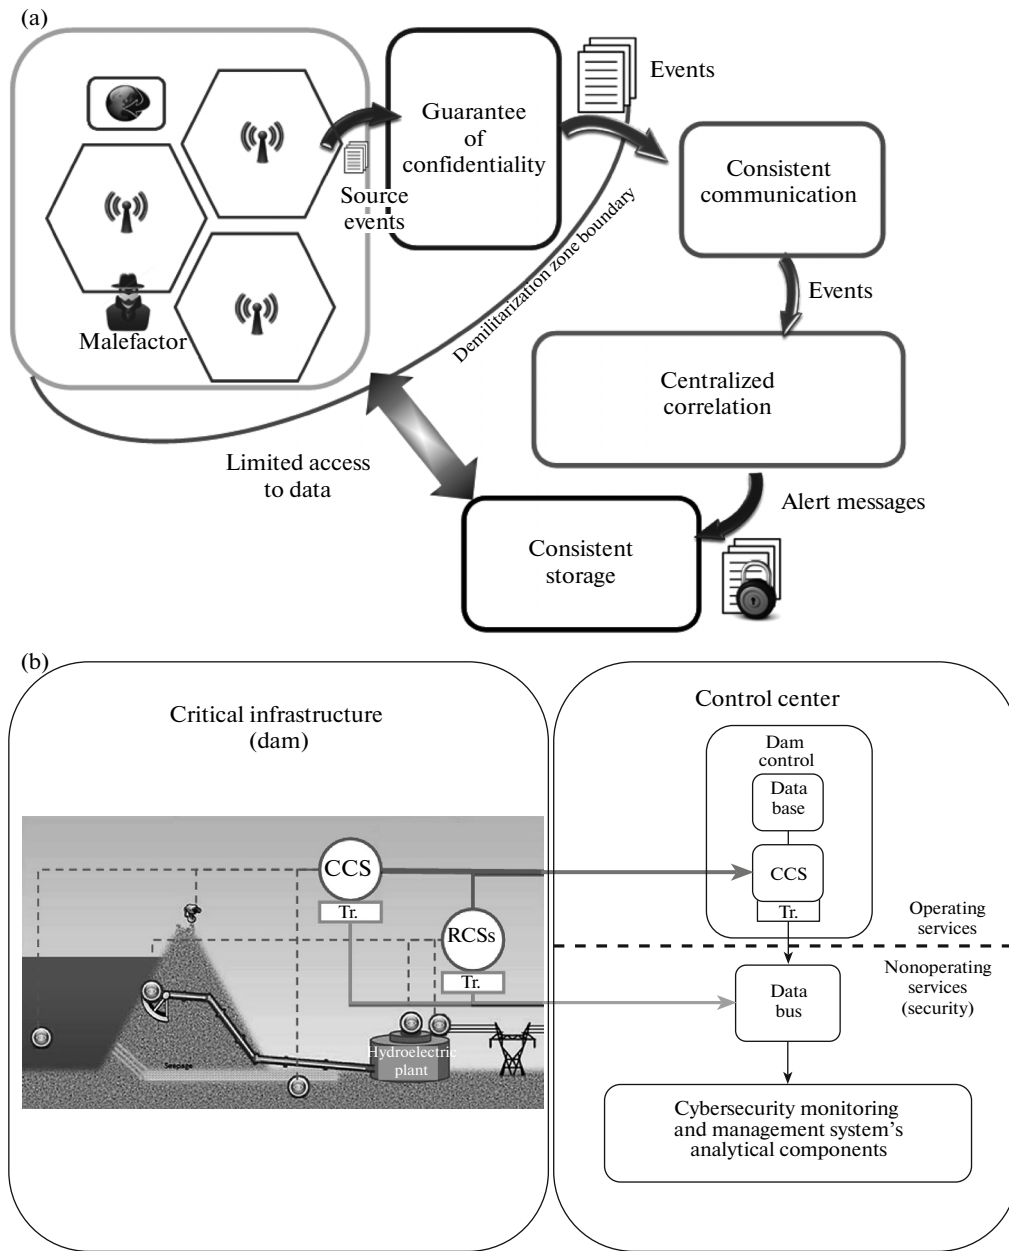 (a)
Events
Guarantee
of
confidentiality
Source
events
Consistent
communication
Malefactor
Demilitarization zone boundary
Events
Centralized
correlation
Limited access
to data
Alert messages
Consistent
storage
(b)
Critical infrastructure
(dam)
Control center
Dam
control
Data
base
CCS
Tr.
RCSs
Tr.
CCS
Tr.
Operating
services
Nonoperating
services
(security)
Data
bus
Hydroelectric
plant
Seepage
Cybersecurity monitoring
and management system's
analytical components